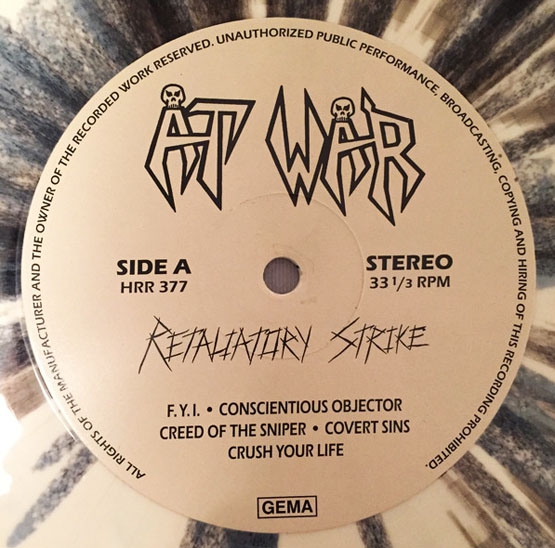 ALL RIGHTS OF THE MANUFACTURER AND THE OWNER OF THE RECORDED WORK RESERVED. UNAUTHORIZED PUBLIC PERFORMANCE, BROADCASTING, COPYING AND HIRING OF THIS RECORDING PROHIBITED.
AT WAR
SIDE A STEREO
HRR 377 33 1/3 RPM
RETALIATORY STRIKE
F.Y.I. • CONSCIENTIOUS OBJECTOR
CREED OF THE SNIPER • COVERT SINS
CRUSH YOUR LIFE
GEMA